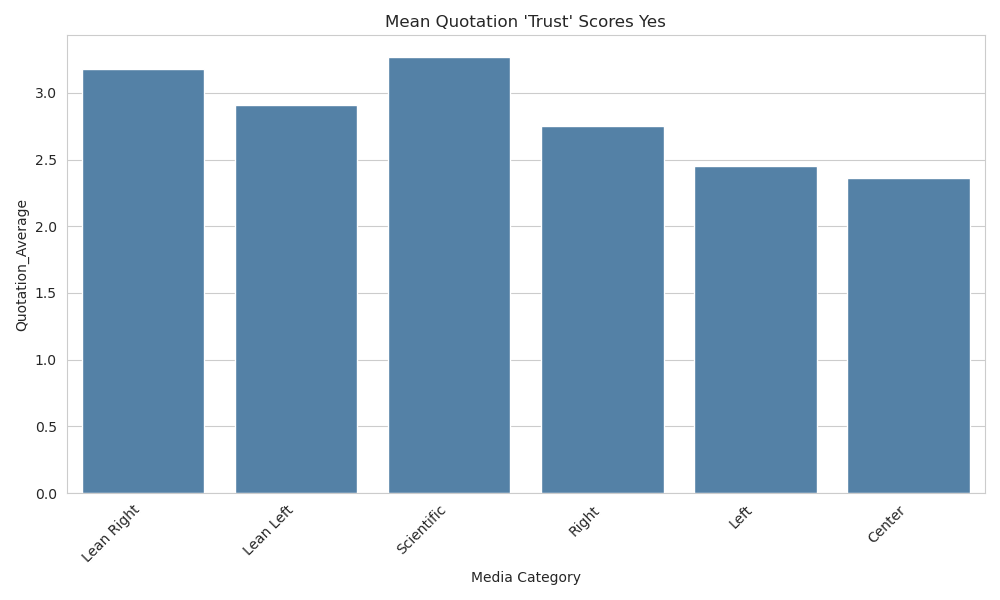 Mean Quotation 'Trust' Scores Yes
Quotation_Average
3.0
2.5
2.0
1.5
1.0
0.5
0.0
Lean Right
Lean Left
Scientific
Right
Left
Center
Media Category